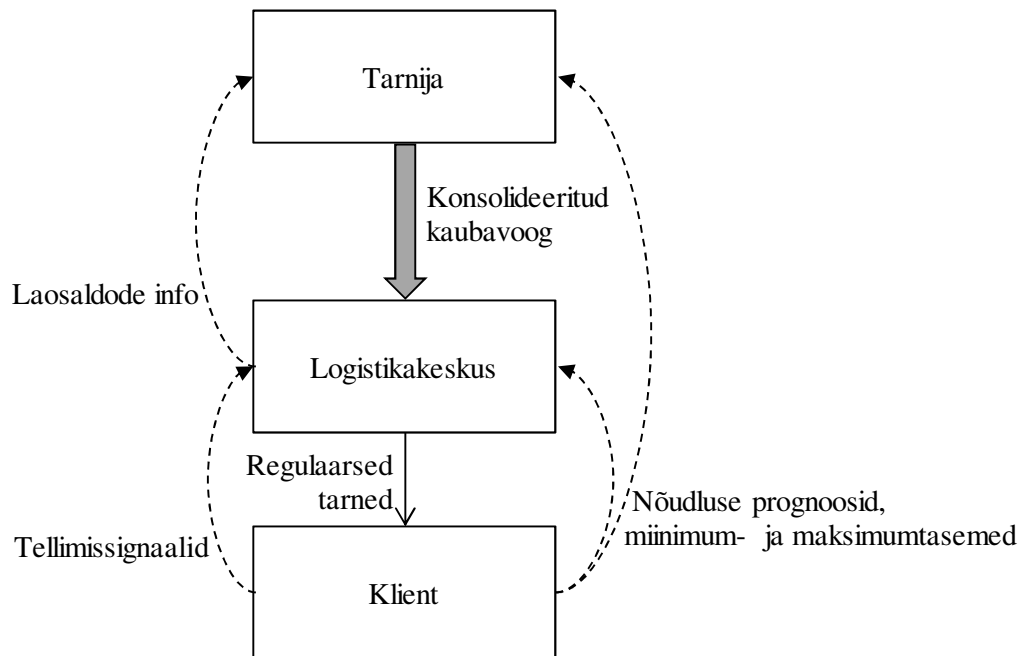 Tarnija
Konsolideeritud
kaubavoog
Laosaldode info
Logistikakeskus
Regulaarsed
tarned
Nõudluse prognoosid,
miinimum- ja maksimumtasemed
Tellimissignaalid
Klient